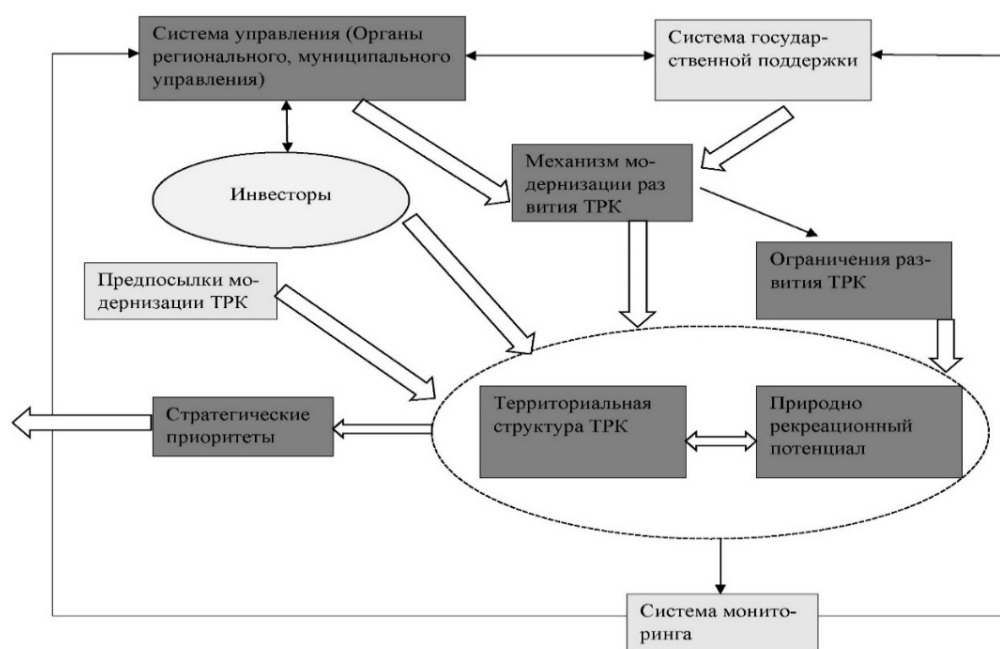 Система управления (Органы
регионального, муниципального
управления)
Система государ-
ственной поддержки
Механизм мо-
дернизации раз
вития ТРК
Инвесторы
Ограничения раз-
вития ТРК
Предпосылки мо-
дернизации ТРК
Стратегические
приоритеты
Территориальная
структура ТРК
Природно
рекреационный
потенциал
Система монито-
ринга